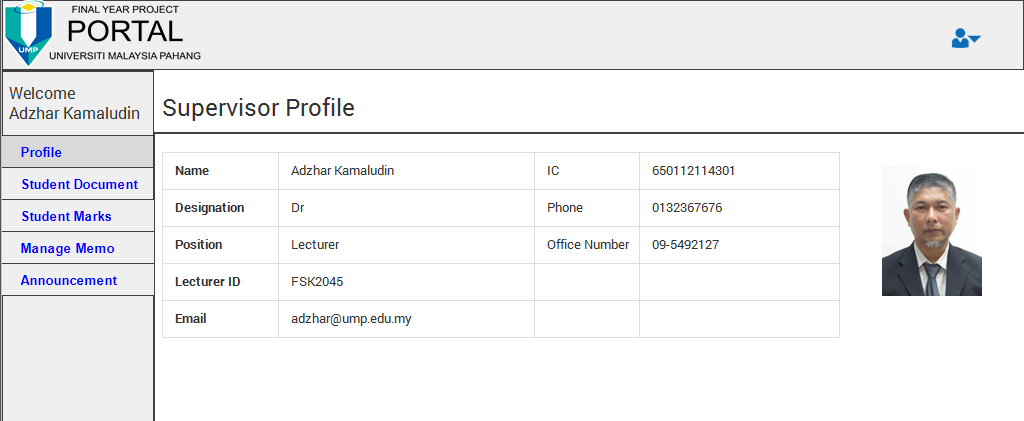 FINAL YEAR PROJECT
PORTAL
UMP
UNIVERSITI MALAYSIA PAHANG
Welcome
Adzhar Kamaludin
Profile
Student Document
Student Marks
Manage Memo
Announcement
Supervisor Profile
Name Adzhar Kamaludin IC 650112114301
Designation Dr Phone 0132367676
Position Lecturer Office Number 09-5492127
Lecturer ID FSK2045
Email adzhar@ump.edu.my